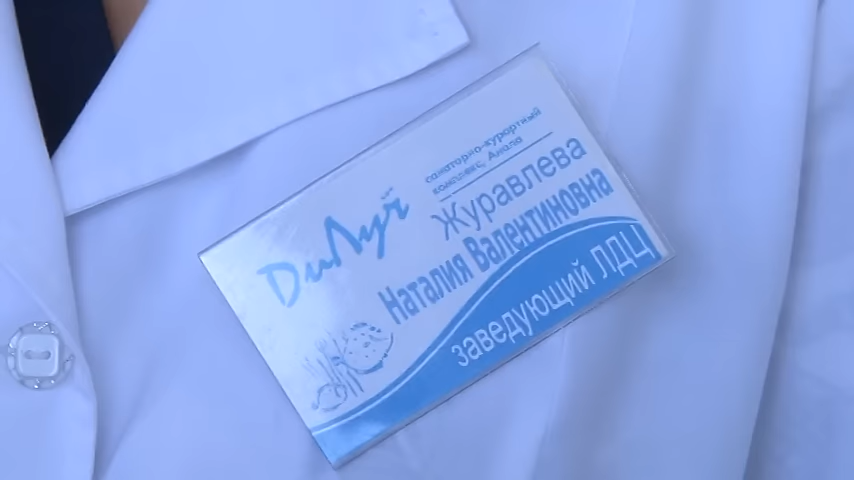 ДиЛуч
санаторно-курортный
комплекс, Анапа
Журавлева
Наталия Валентиновна
заведующий ЛДЦ